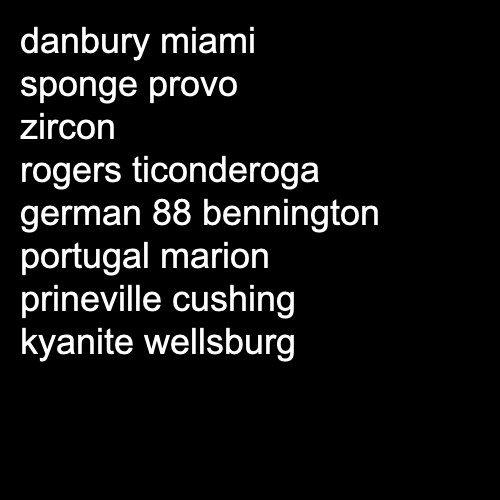 danbury miami
sponge provo
zircon
rogers ticonderoga
german 88 bennington
portugal marion
prineville cushing
kyanite wellsburg